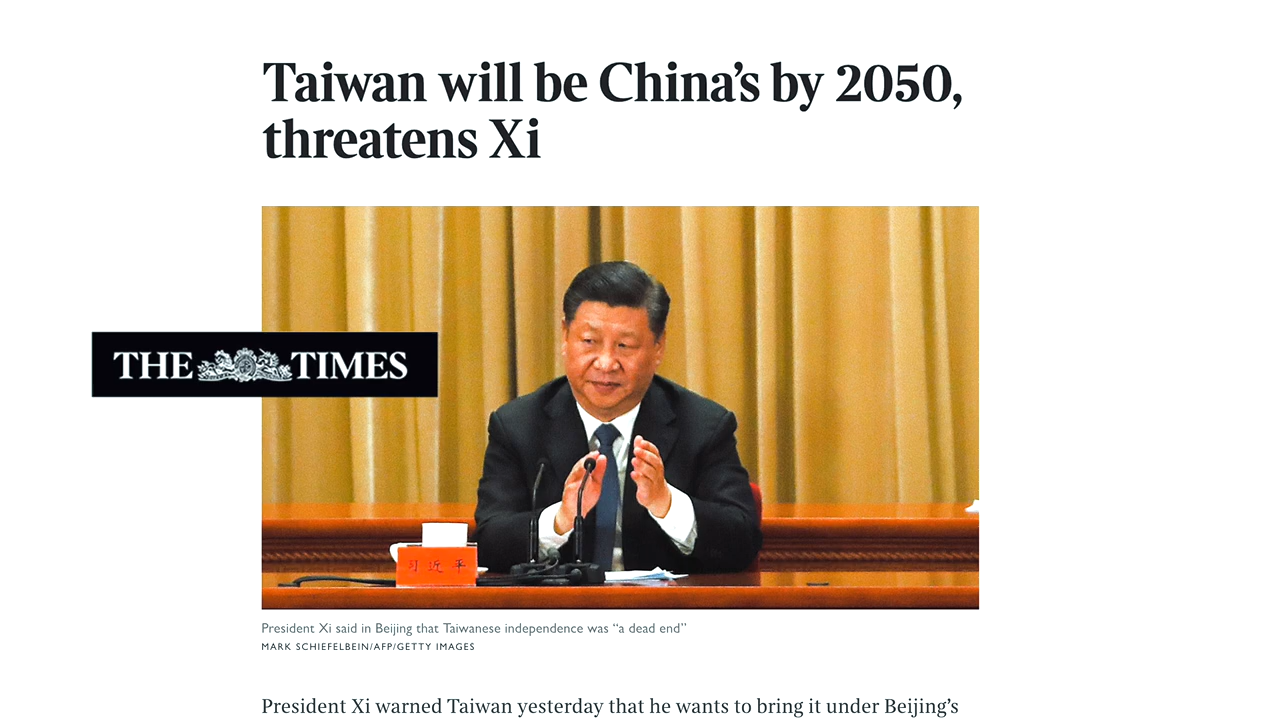 Taiwan will be China’s by 2050,
threatens Xi
THE TIMES
习近平
President Xi said in Beijing that Taiwanese independence was “a dead end”
MARK SCHIEFELBEIN/AFP/GETTY IMAGES
President Xi warned Taiwan yesterday that he wants to bring it under Beijing’s